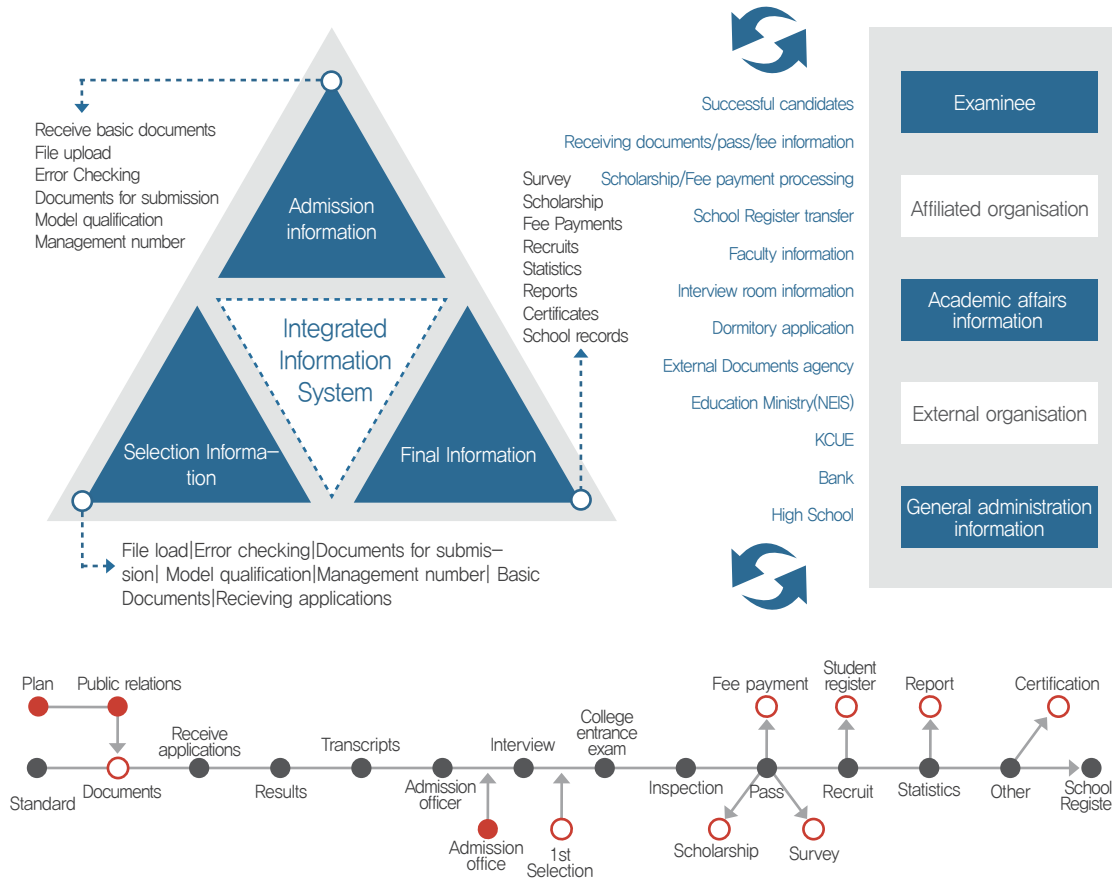 Receive basic documents
File upload
Error Checking
Documents for submission
Model qualification
Management number
Admission
information
Integrated
Information
System
Selection Informa-
tion
Final Information
Survey
Scholarship
Fee Payments
Recruits
Statistics
Reports
Certificates
School records
File load|Error checking|Documents for submis-
sion| Model qualification|Management number| Basic
Documents|Recieving applications
Successful candidates
Receiving documents/pass/fee information
Scholarship/Fee payment processing
School Register transfer
Faculty information
Interview room information
Dormitory application
External Documents agency
Education Ministry(NEIS)
KCUE
Bank
High School
Examinee
Affiliated organisation
Academic affairs
information
External organisation
General administration
information
Plan
Public relations
Standard
Documents
Receive
applications
Results
Transcripts
Admission
officer
Admission
office
Interview
1st
Selection
College
entrance
exam
Inspection
Fee payment
Pass
Scholarship
Survey
Student
register
Recruit
Report
Statistics
Certification
Other
School
Register